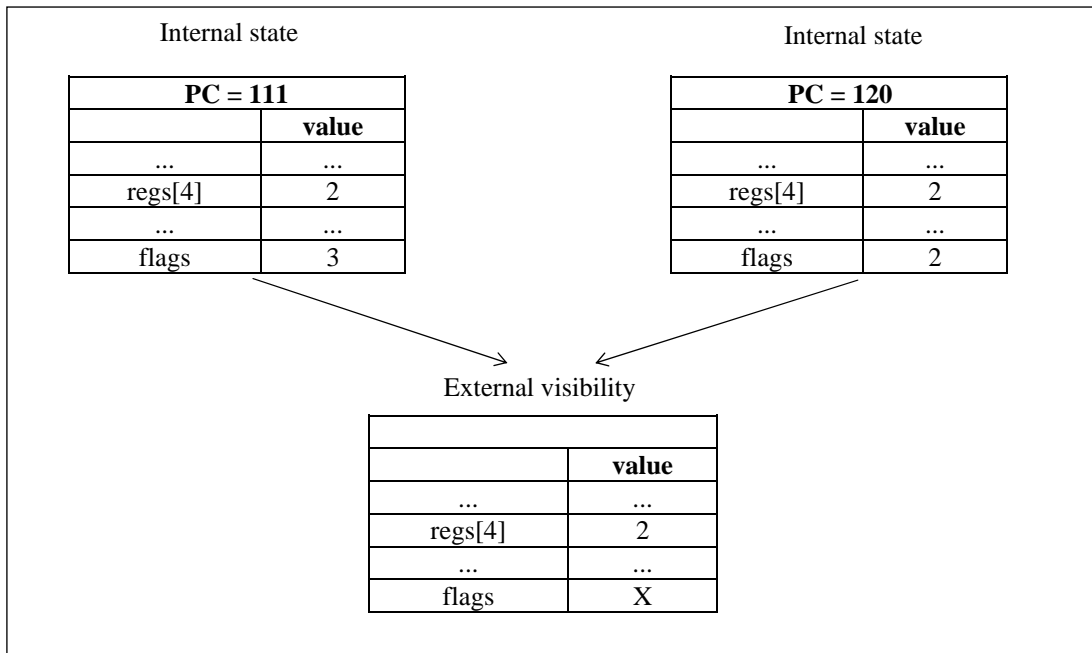 Internal state
PC = 111
value
... ...
regs[4] 2
... ...
flags 3
Internal state
PC = 120
value
... ...
regs[4] 2
... ...
flags 2
External visibility
value
... ...
regs[4] 2
... ...
flags X